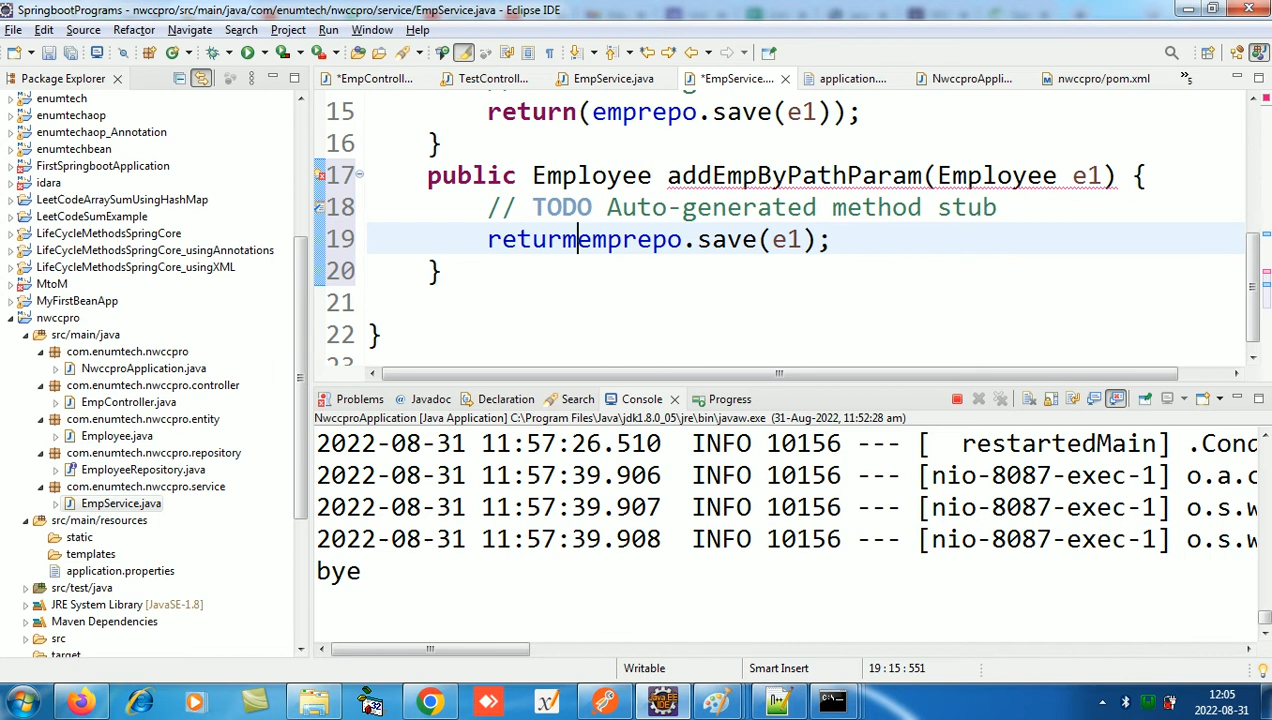 SpringbootPrograms - nwccpro/src/main/java/com/enumtech/nwccpro/service/EmpService.java - Eclipse IDE
File Edit Source Refactor Navigate Search Project Run Window Help
Package Explorer
*EmpControll... TestControll... EmpService.java *EmpService.... application.... NwccproAppli... nwccpro/pom.xml
enumtech
enumtechaop
enumtechaop_Annotation
enumtechbean
FirstSpringbootApplication
idara
LeetCodeArraySumUsingHashMap
LeetCodeSumExample
LifeCycleMethodsSpringCore
LifeCycleMethodsSpringCore_usingAnnotations
LifeCycleMethodsSpringCore_usingXML
MtoM
MyFirstBeanApp
nwccpro
src/main/java
com.enumtech.nwccpro
NwccproApplication.java
com.enumtech.nwccpro.controller
EmpController.java
com.enumtech.nwccpro.entity
Employee.java
com.enumtech.nwccpro.repository
EmployeeRepository.java
com.enumtech.nwccpro.service
EmpService.java
src/main/resources
static
templates
application.properties
src/test/java
JRE System Library [JavaSE-1.8]
Maven Dependencies
src
target
15 return(emprepo.save(e1));
16 }
17 public Employee addEmpByPathParam(Employee e1) {
18 // TODO Auto-generated method stub
19 returmemprepo.save(e1);
20 }
21
22 }
23
Problems Javadoc Declaration Search Console Progress
NwccproApplication [Java Application] C:\Program Files\Java\jdk1.8.0_05\jre\bin\javaw.exe (31-Aug-2022, 11:52:28 am)
2022-08-31 11:57:26.510 INFO 10156 --- [ restartedMain] .Cond
2022-08-31 11:57:39.906 INFO 10156 --- [nio-8087-exec-1] o.a.c
2022-08-31 11:57:39.907 INFO 10156 --- [nio-8087-exec-1] o.s.w
2022-08-31 11:57:39.908 INFO 10156 --- [nio-8087-exec-1] o.s.w
bye
Writable Smart Insert 19 : 15 : 551
12:05
2022-08-31